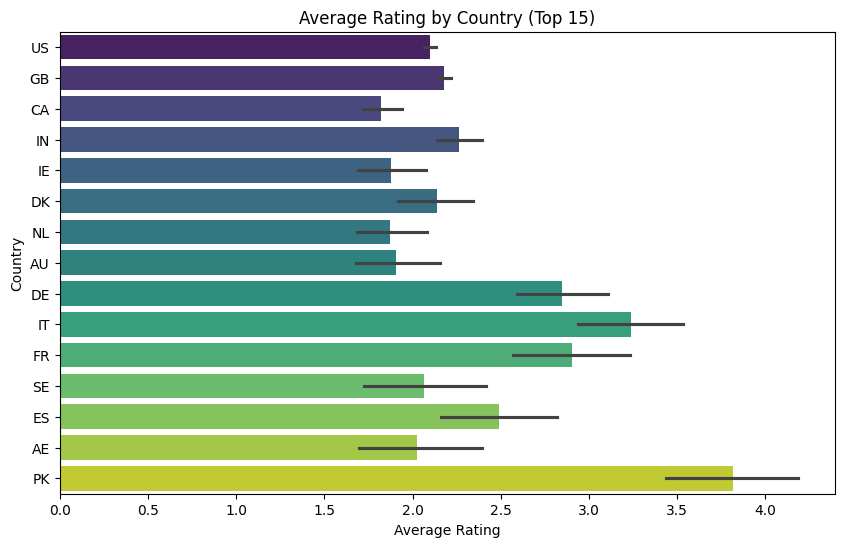 Average Rating by Country (Top 15)
US
GB
CA
IN
IE
DK
NL
AU
DE
IT
FR
SE
ES
AE
PK
Country
0.0 0.5 1.0 1.5 2.0 2.5 3.0 3.5 4.0
Average Rating